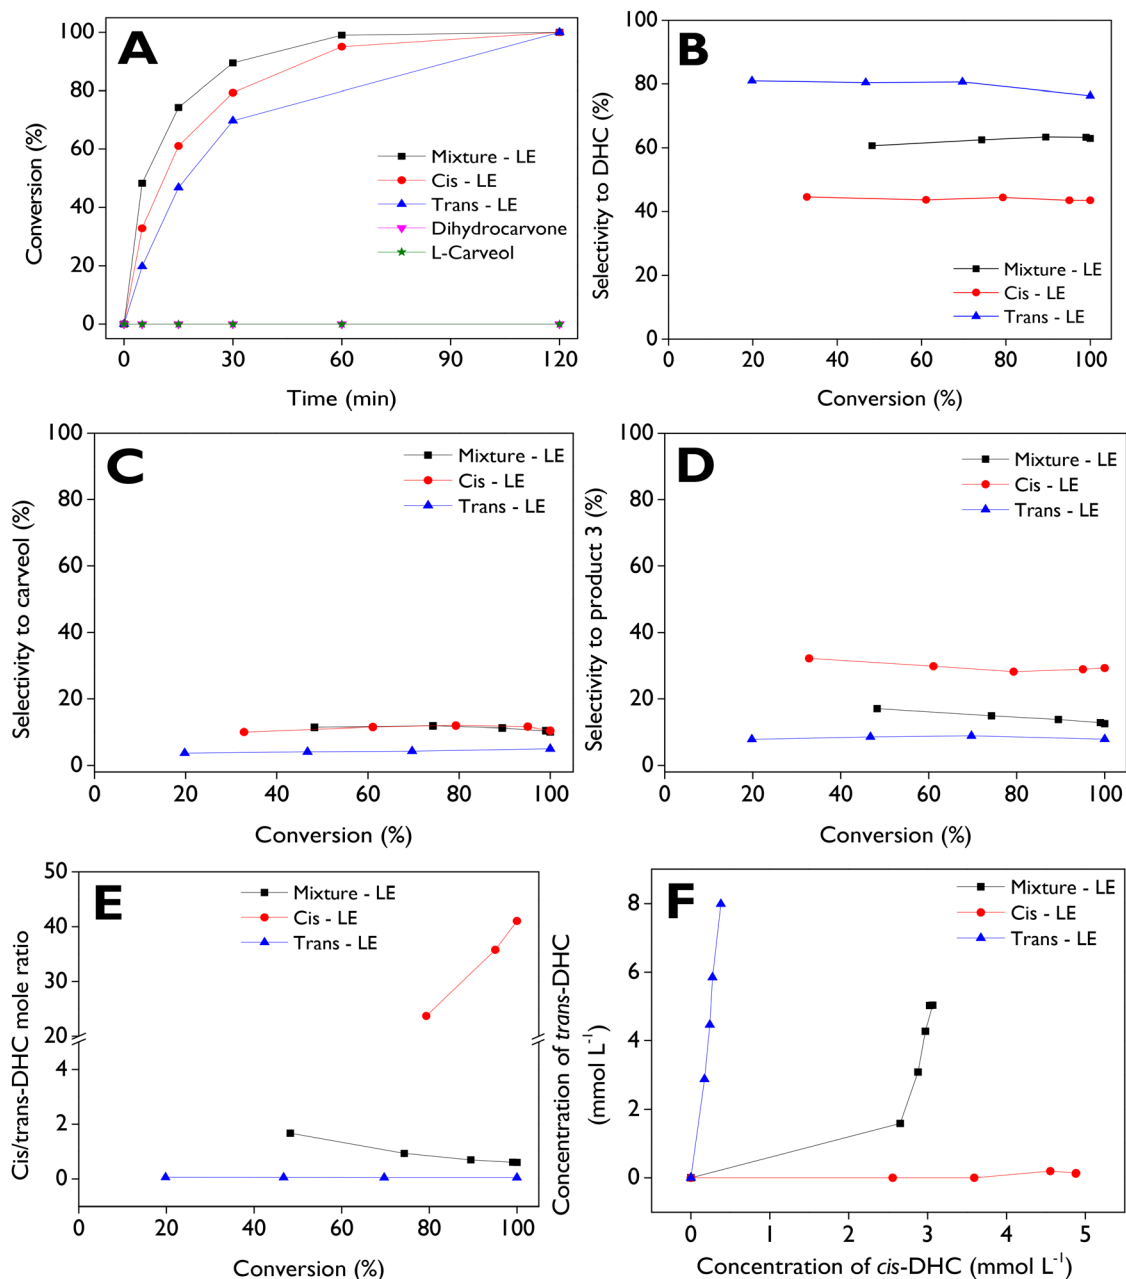 A
Conversion (%)
100
80
60
40
20
0
Mixture - LE
Cis - LE
Trans - LE
Dihydrocarvone
L-Carveol
0 30 60 90 120
Time (min)
B
Selectivity to DHC (%)
100
80
60
40
20
0
Mixture - LE
Cis - LE
Trans - LE
0 20 40 60 80 100
Conversion (%)
C
Selectivity to carveol (%)
100
80
60
40
20
0
Mixture - LE
Cis - LE
Trans - LE
0 20 40 60 80 100
Conversion (%)
D
Selectivity to product 3 (%)
100
80
60
40
20
0
Mixture - LE
Cis - LE
Trans - LE
0 20 40 60 80 100
Conversion (%)
E
Cis/trans-DHC mole ratio
50
40
30
20
4
2
0
Mixture - LE
Cis - LE
Trans - LE
0 20 40 60 80 100
Conversion (%)
F
Concentration of trans-DHC
(mmol L⁻¹)
8
6
4
2
0
Mixture - LE
Cis - LE
Trans - LE
0 1 2 3 4 5
Concentration of cis-DHC (mmol L⁻¹)